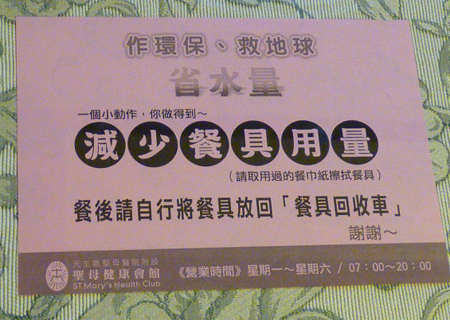 作環保、救地球
省水量
一個小動作,你做得到~
減少餐具用量
(請取用過的餐巾紙擦拭餐具)
餐後請自行將餐具放回「餐具回收車」
謝謝~
天主教聖母醫院附設
聖母健康會館
ST.Mary's Health Club
《營業時間》星期一~星期六 / 07:00~20:00